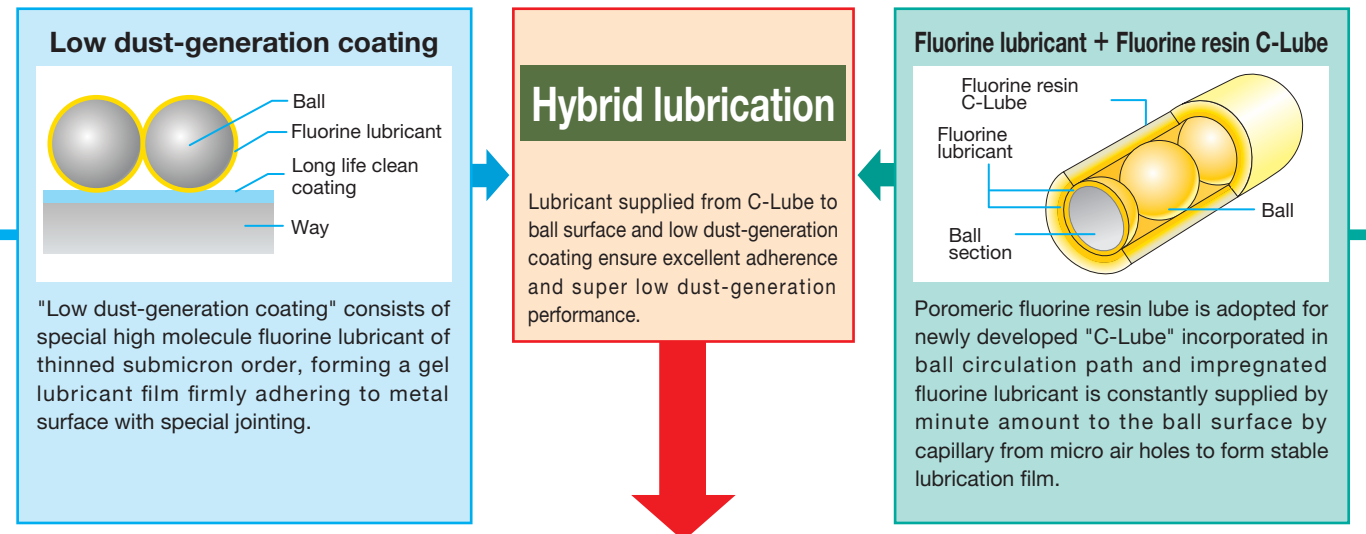 Low dust-generation coating
Ball
Fluorine lubricant
Long life clean
coating
Way
"Low dust-generation coating" consists of
special high molecule fluorine lubricant of
thinned submicron order, forming a gel
lubricant film firmly adhering to metal
surface with special jointing.
Hybrid lubrication
Lubricant supplied from C-Lube to
ball surface and low dust-generation
coating ensure excellent adherence
and super low dust-generation
performance.
Fluorine lubricant + Fluorine resin C-Lube
Fluorine resin
C-Lube
Fluorine
lubricant
Ball
Ball
section
Poromeric fluorine resin lube is adopted for
newly developed "C-Lube" incorporated in
ball circulation path and impregnated
fluorine lubricant is constantly supplied by
minute amount to the ball surface by
capillary from micro air holes to form stable
lubrication film.